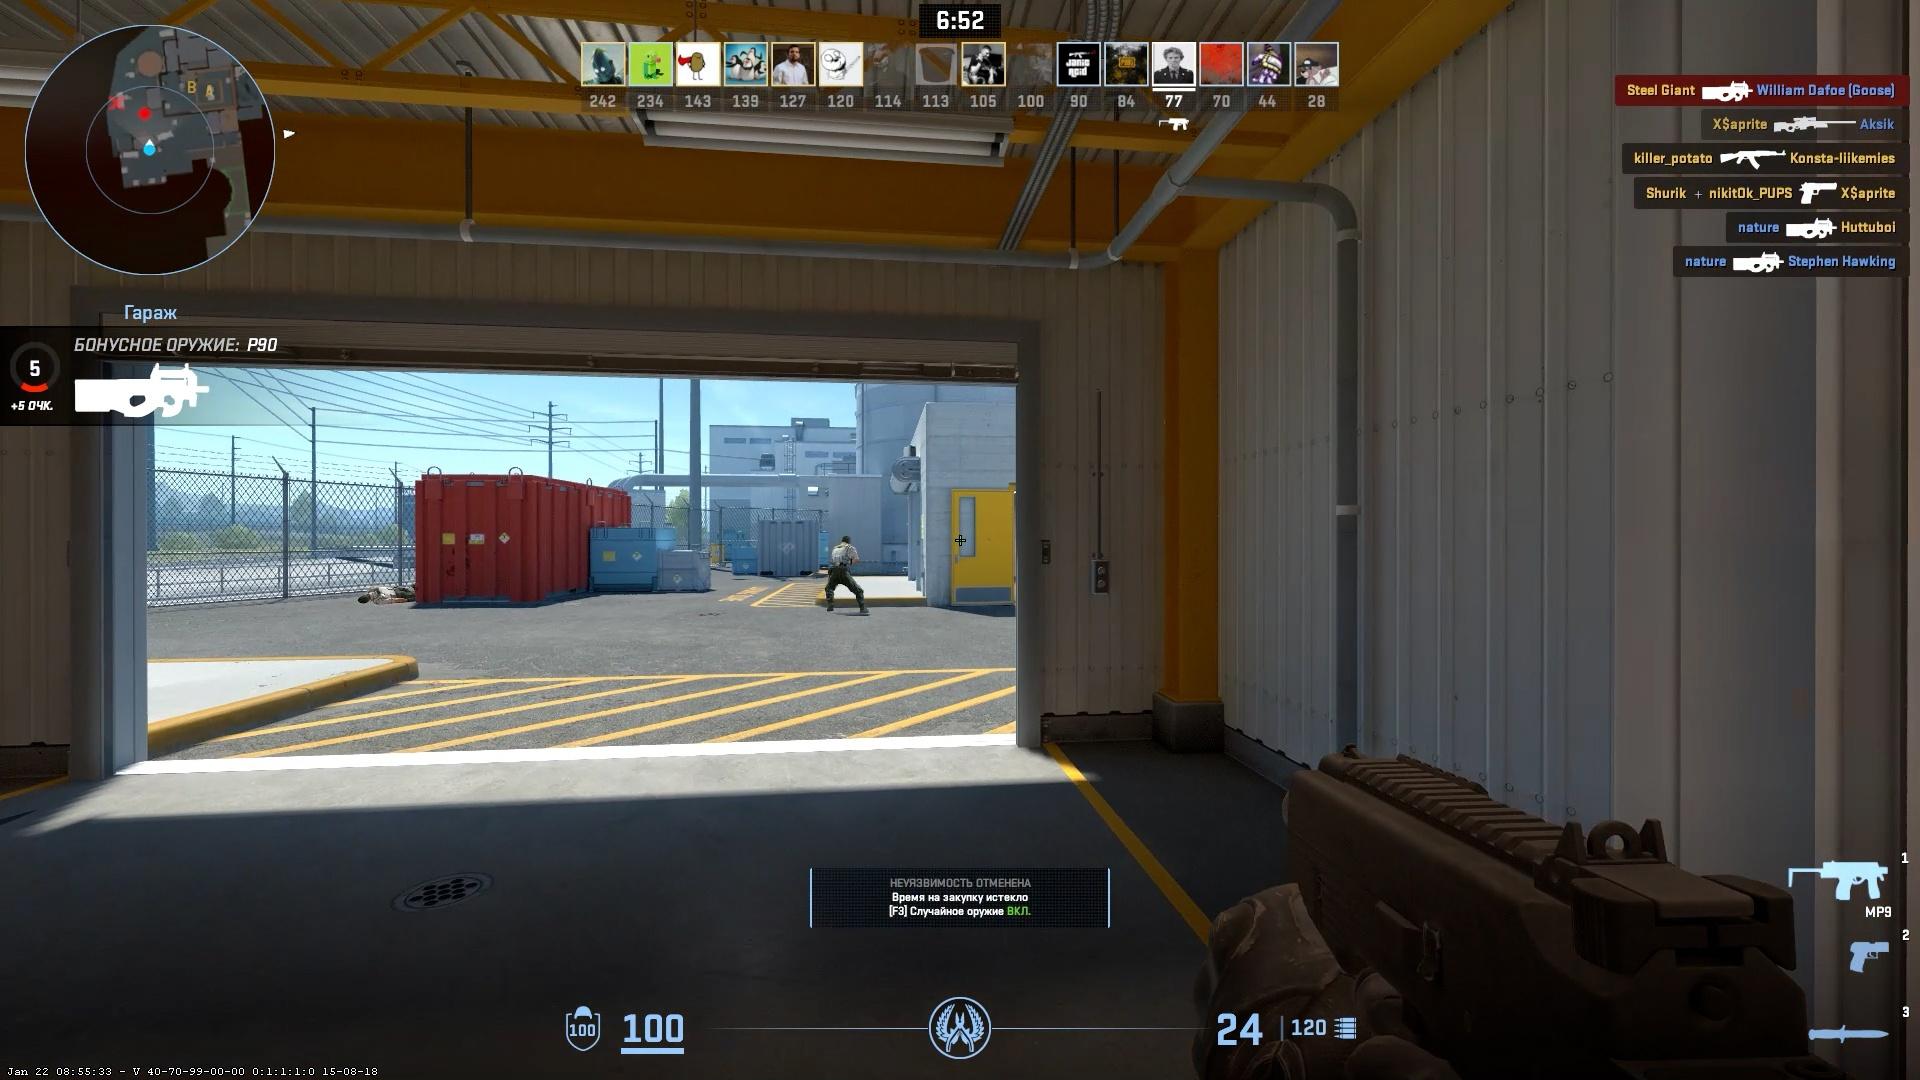 6:52
B A
JANIC ACID
242 234 143 139 127 120 114 113 105 100 90 84 77 70 44 28
Steel Giant William Dafoe (Goose)
X$aprite Aksik
killer_potato Konsta-liikemies
Shurik + nikitOk_PUPS X$aprite
nature Huttuboi
nature Stephen Hawking
Гараж
БОНУСНОЕ ОРУЖИЕ: P90
5
+5 ОЧК.
НЕУЯЗВИМОСТЬ ОТМЕНЕНА
Время на закупку истекло
[F3] Случайное оружие ВКЛ.
1
MP9
2
3
100 100
24 | 120
Jan 22 08:55:33 - V 40-70-99-00-00 0:1:1:1:0 15-08-18